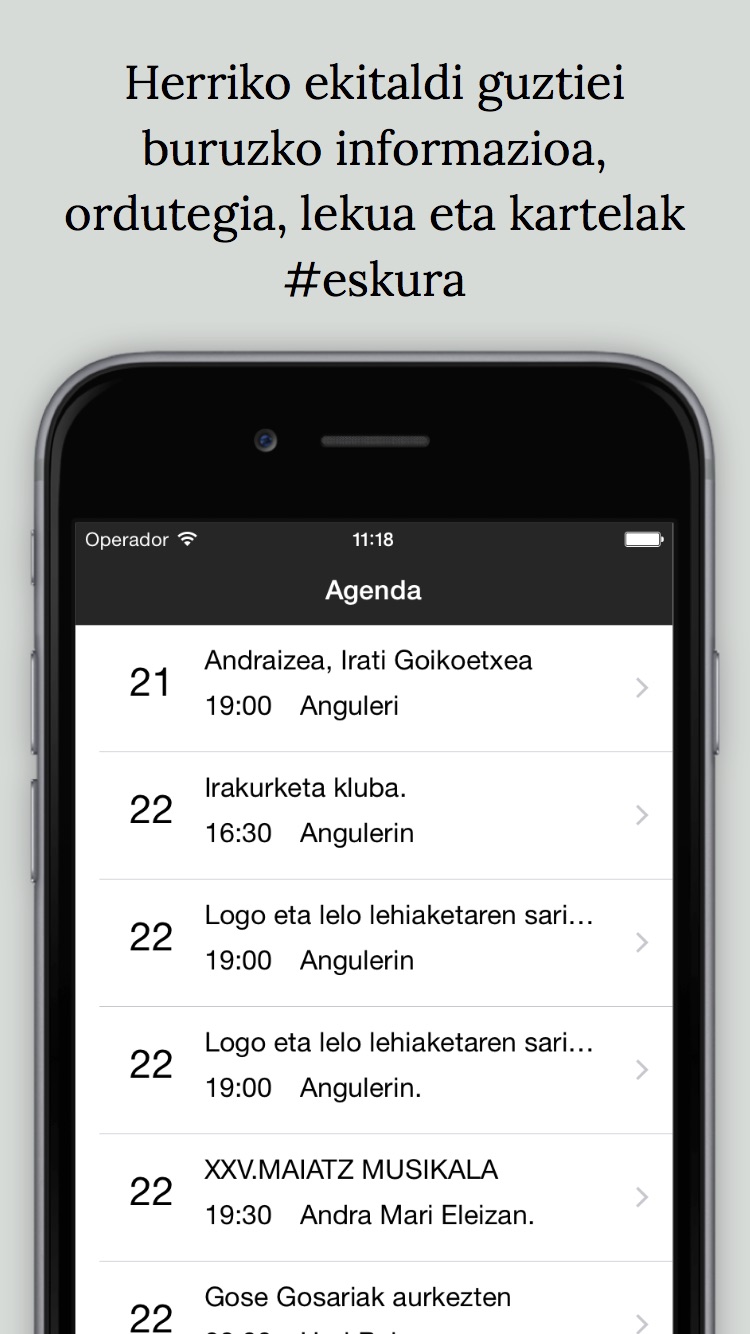 Herriko ekitaldi guztiei
buruzko informazioa,
ordutegia, lekua eta kartelak
#eskura
Operador 11:18
Agenda
21 Andraizea, Irati Goikoetxea
19:00 Anguleri
22 Irakurketa kluba.
16:30 Angulerin
22 Logo eta lelo lehiaketaren sari...
19:00 Angulerin
22 Logo eta lelo lehiaketaren sari...
19:00 Angulerin.
22 XXV.MAIATZ MUSIKALA
19:30 Andra Mari Eleizan.
22 Gose Gosariak aurkezten